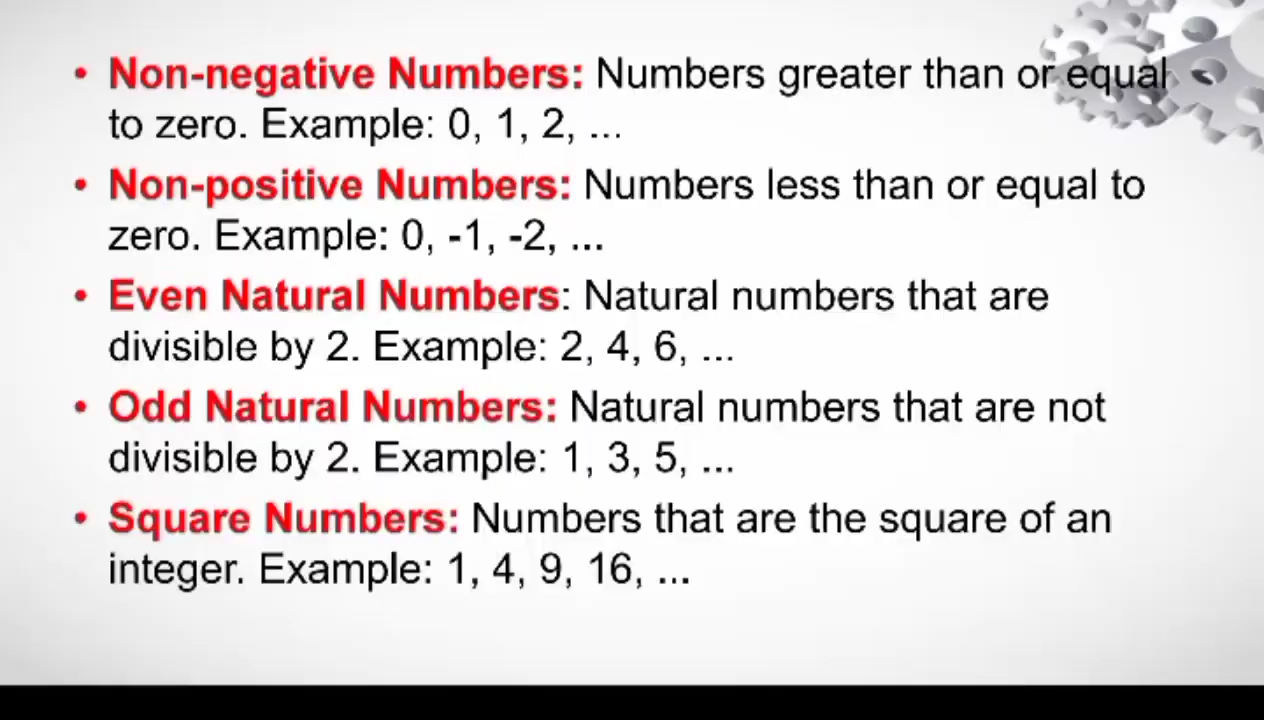 • Non-negative Numbers: Numbers greater than or equal
to zero. Example: 0, 1, 2, ...
• Non-positive Numbers: Numbers less than or equal to
zero. Example: 0, -1, -2, ...
• Even Natural Numbers: Natural numbers that are
divisible by 2. Example: 2, 4, 6, ...
• Odd Natural Numbers: Natural numbers that are not
divisible by 2. Example: 1, 3, 5, ...
• Square Numbers: Numbers that are the square of an
integer. Example: 1, 4, 9, 16, ...